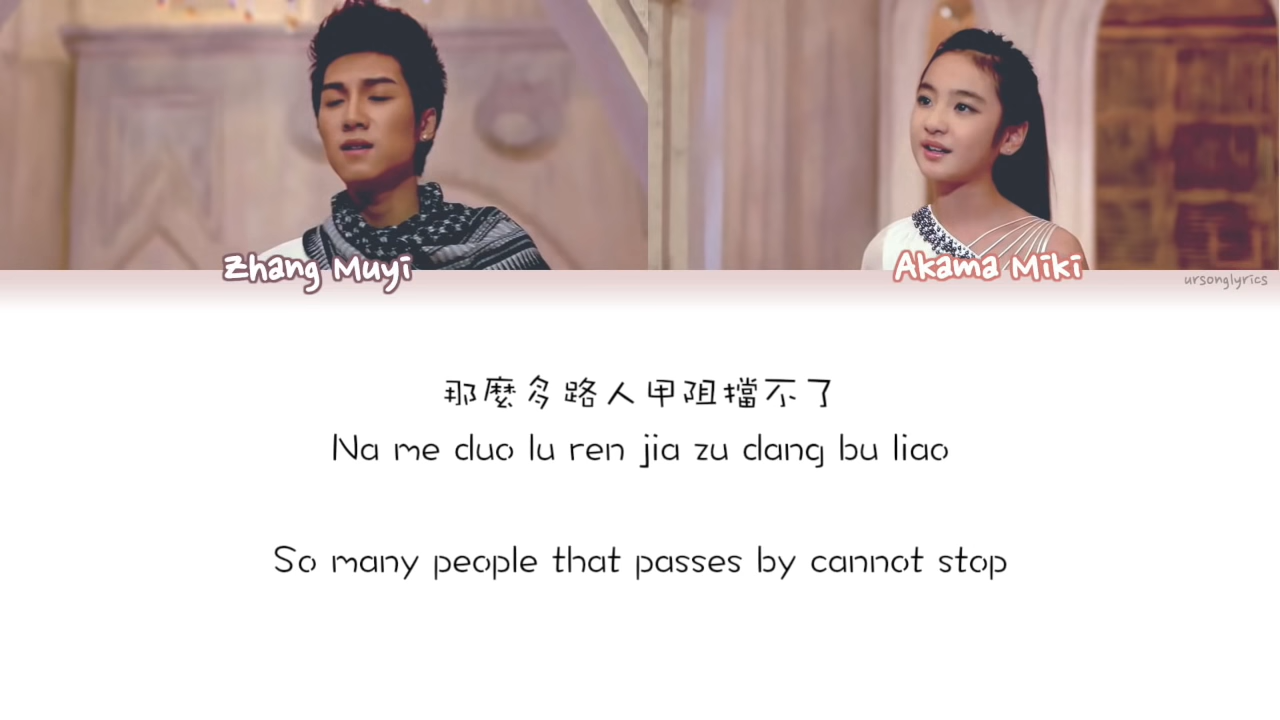 Zhang Muyi
Akama Miki
ursonglyrics
那麼多路人甲阻擋不了
Na me duo lu ren jia zu dang bu liao
So many people that passes by cannot stop